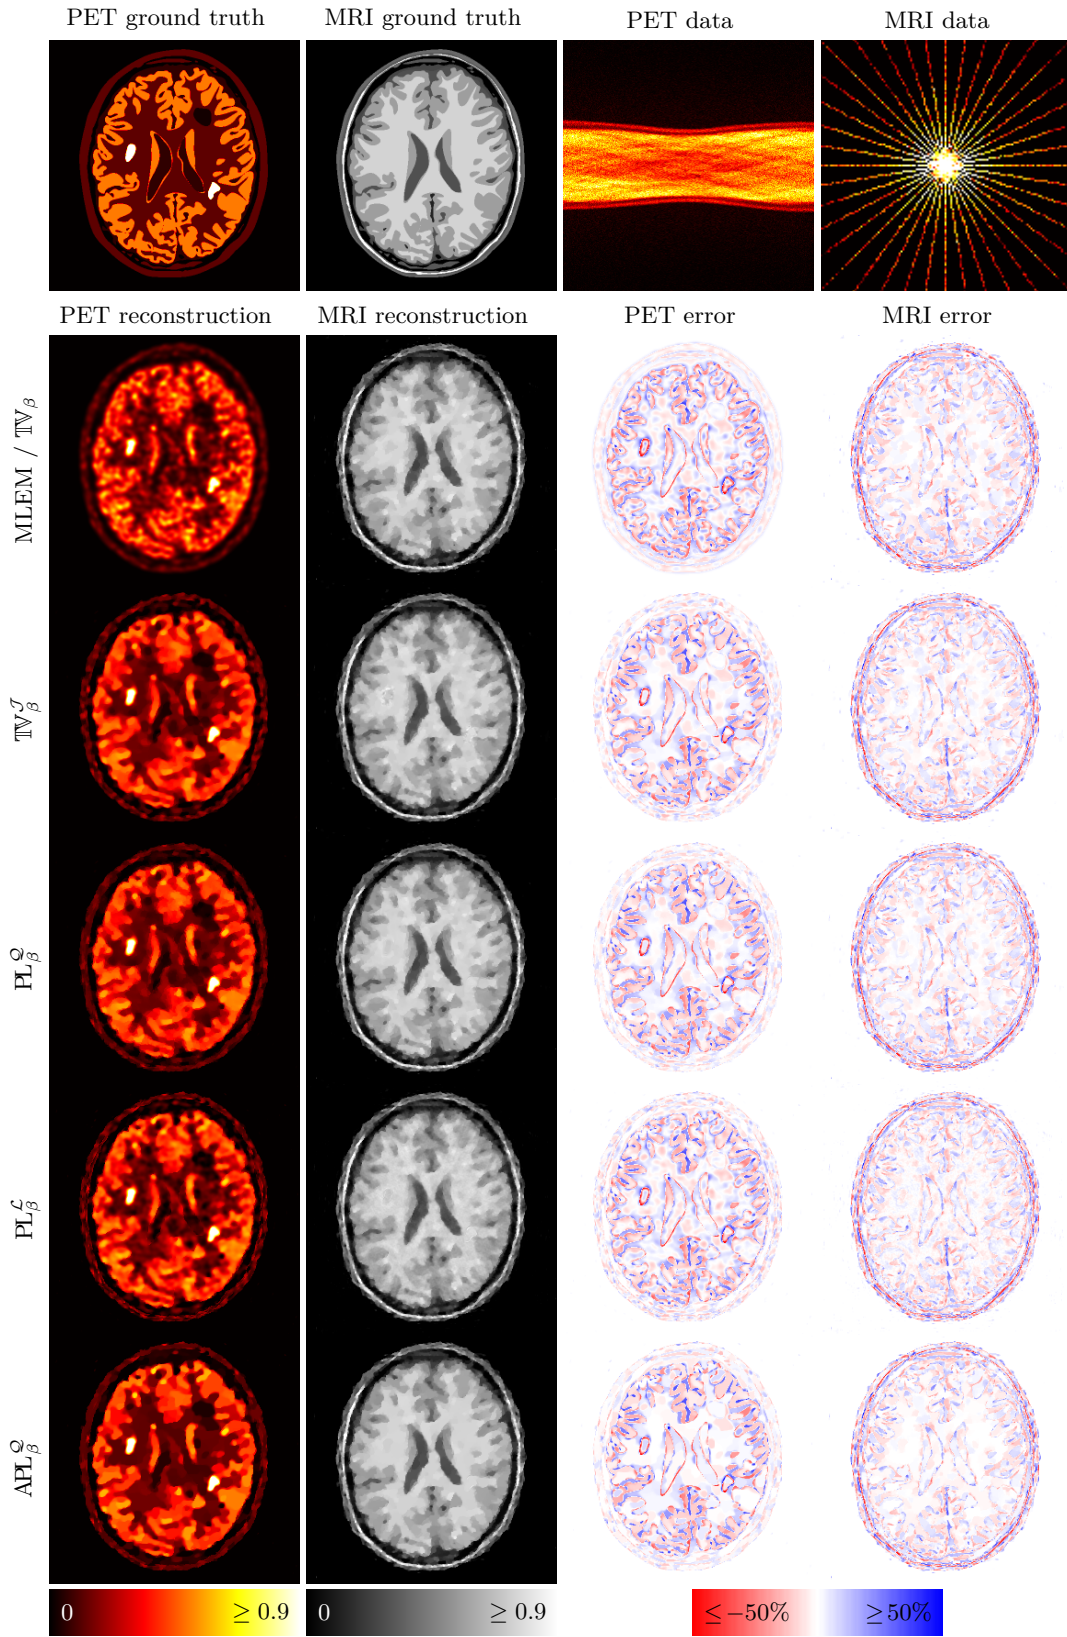 PET ground truth MRI ground truth PET data MRI data
PET reconstruction MRI reconstruction PET error MRI error
MLEM / 𝕋𝕍_β
𝕋𝕍_β^𝒥
PL_β^𝒬
PL_β^ℒ
APL_β^𝒬
0 ≥ 0.9 0 ≥ 0.9 ≤ −50% ≥ 50%